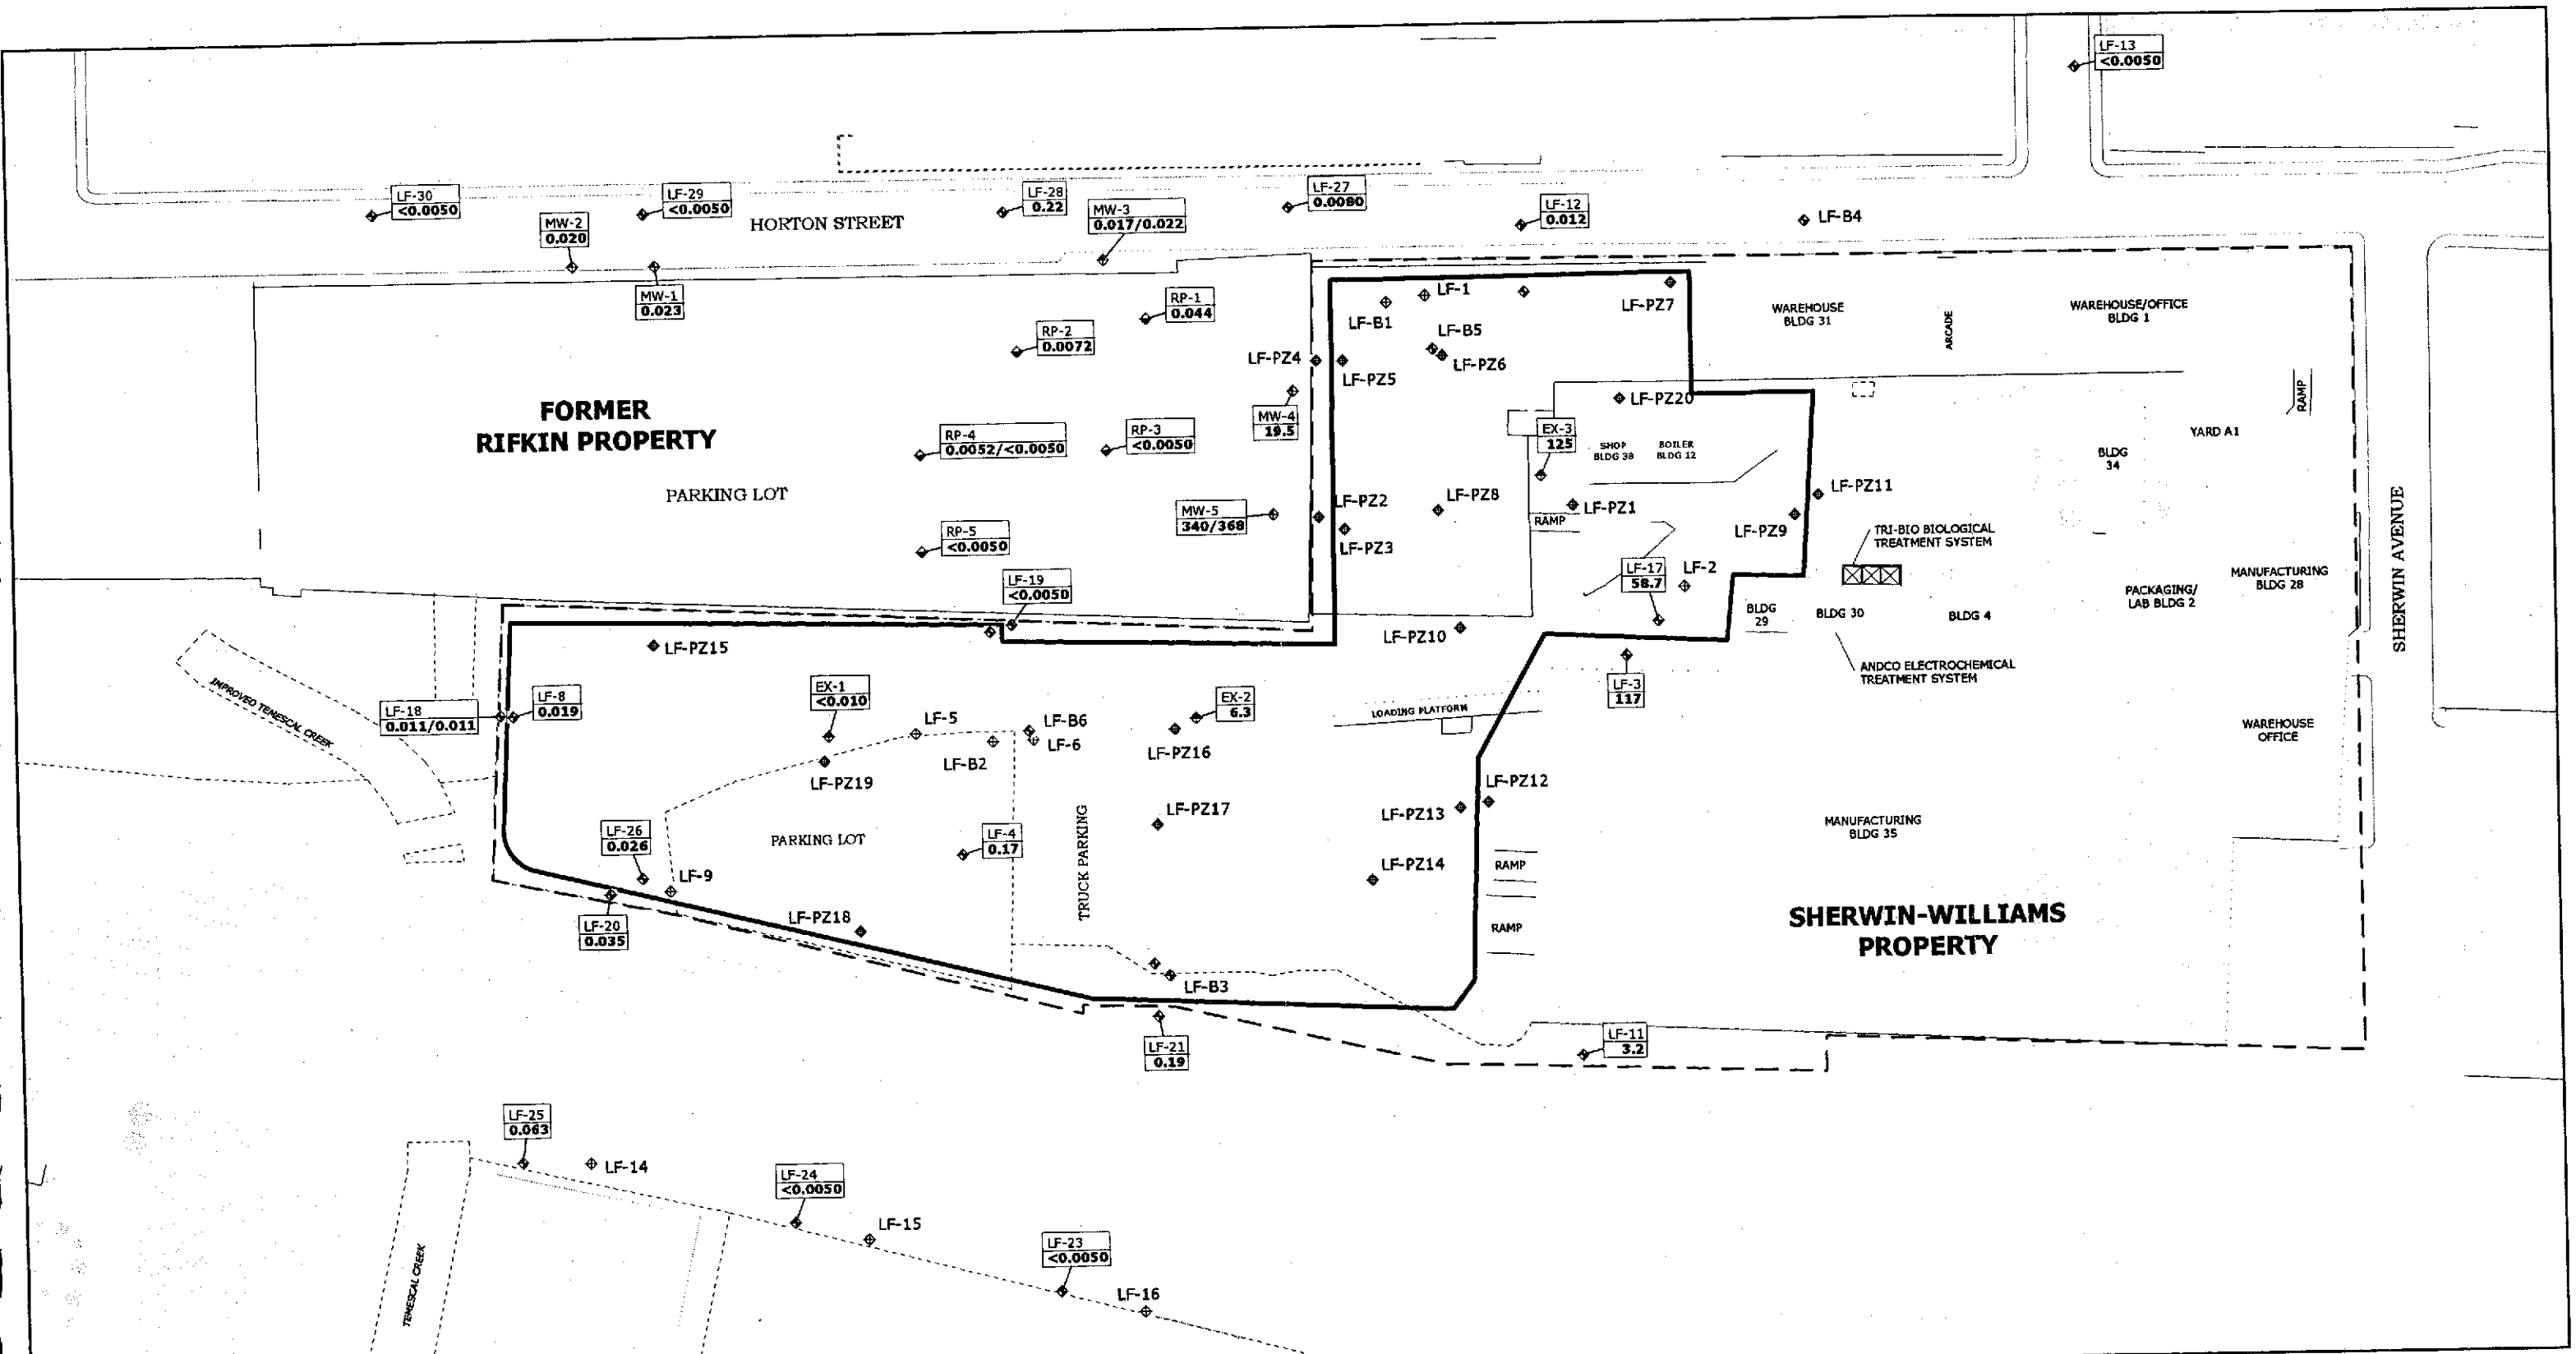 LF-13
<0.0050
LF-30
<0.0050
LF-29
<0.0050
LF-28
0.22
LF-27
0.0080
MW-2
0.020
HORTON STREET
MW-3
0.017/0.022
LF-12
0.012
LF-B4
MW-1
0.023
RP-1
0.044
RP-2
0.0072
LF-B1
LF-1
LF-PZ7
LF-B5
LF-PZ6
LF-PZ4
LF-PZ5
WAREHOUSE
BLDG 31
ARCADE
WAREHOUSE/OFFICE
BLDG 1
RAMP
FORMER
RIFKIN PROPERTY
PARKING LOT
MW-4
19.5
RP-4
0.0052/<0.0050
RP-3
<0.0050
LF-PZ20
EX-3
125
SHOP
BLDG 38
BOILER
BLDG 12
YARD A1
BLDG
34
MW-5
340/368
LF-PZ2
LF-PZ3
LF-PZ8
RAMP
LF-PZ1
LF-PZ11
LF-PZ9
RP-5
<0.0050
TRI-BIO BIOLOGICAL
TREATMENT SYSTEM
SHERWIN AVENUE
LF-19
<0.0050
LF-17
58.7
LF-2
BLDG
29
BLDG 30
BLDG 4
PACKAGING/
LAB BLDG 2
MANUFACTURING
BLDG 28
LF-PZ15
LF-PZ10
ANDCO ELECTROCHEMICAL
TREATMENT SYSTEM
IMPROVED TEMESCAL CREEK
LF-18
0.011/0.011
LF-8
0.019
EX-1
<0.010
LF-5
LF-B2
LF-B6
LF-6
EX-2
6.3
LF-PZ16
LOADING PLATFORM
LF-3
117
WAREHOUSE
OFFICE
LF-PZ19
LF-PZ12
LF-PZ13
LF-PZ17
LF-26
0.026
PARKING LOT
LF-4
0.17
TRUCK PARKING
MANUFACTURING
BLDG 35
LF-9
LF-PZ14
RAMP
LF-20
0.035
LF-PZ18
RAMP
SHERWIN-WILLIAMS
PROPERTY
LF-B3
LF-21
0.19
LF-11
3.2
LF-25
0.063
LF-14
LF-24
<0.0050
LF-15
LF-23
<0.0050
LF-16
TEMESCAL CREEK